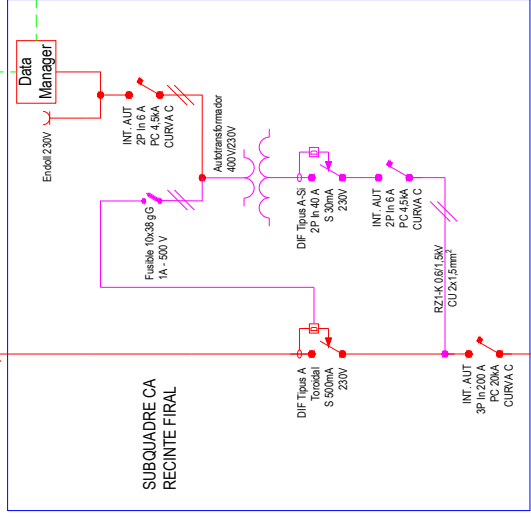 Data
Manager
Endoll 230V
INT. AUT
2P In 6 A
PC 4.5kA
CURVA C
Autotransformador
400V/230V
Fusible 10x38 gG
1A - 500 V
DIF Tipus A-Si
2P In 40 A
S 30mA
230V
INT. AUT
2P In 6 A
PC 4,5kA
CURVA C
RZ1-K 0.6/1,5kV
CU 2x1,5mm²
DIF Tipus A
Toroidal
S 500mA
230V
INT. AUT
3P In 200 A
PC 20kA
CURVA C
SUBQUADRE CA
RECINTE FIRAL